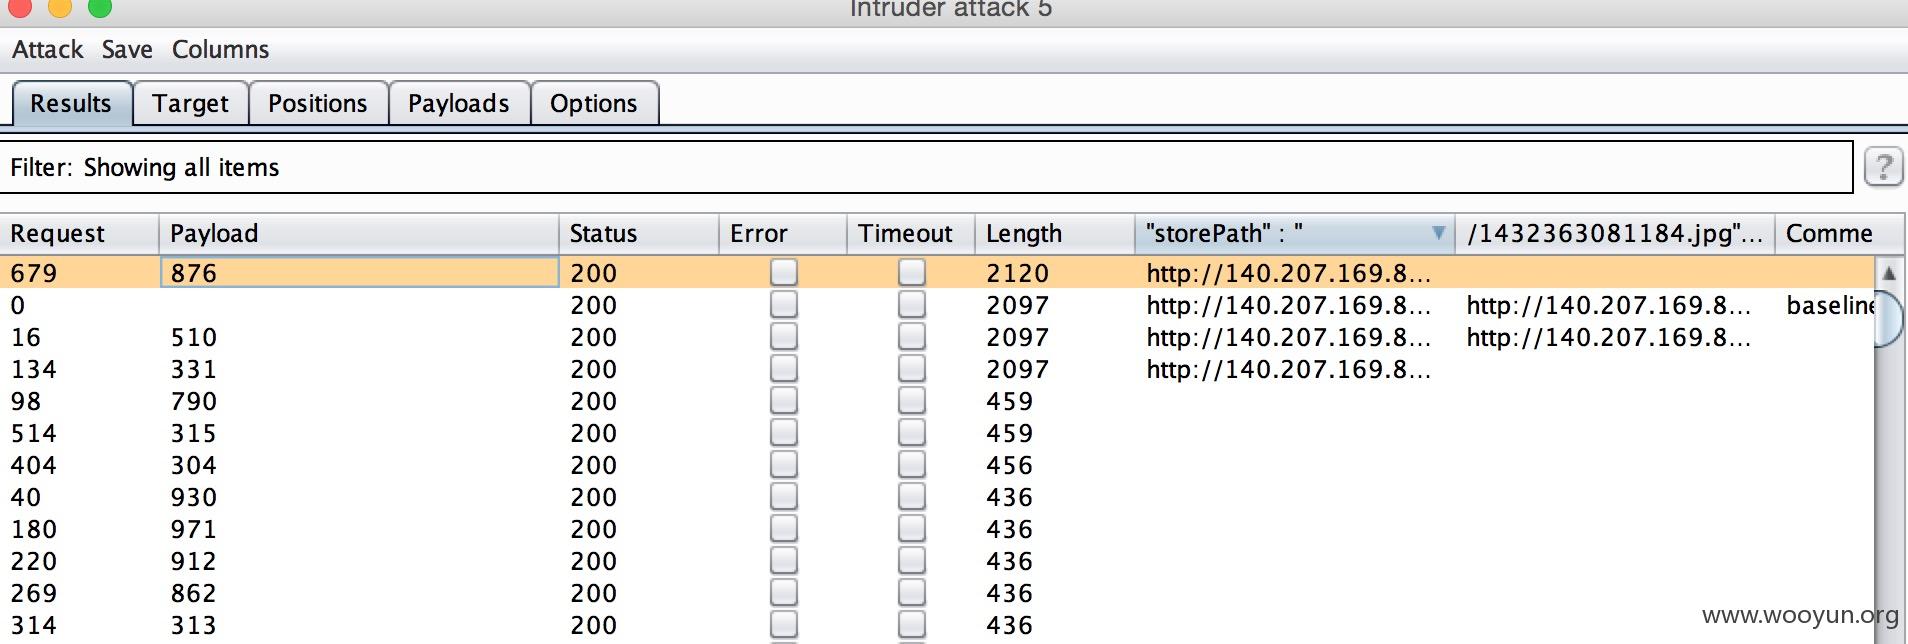 Intruder attack 5
Attack Save Columns
Results Target Positions Payloads Options
Filter: Showing all items ?
Request Payload Status Error Timeout Length "storePath" : " /1432363081184.jpg"... Comme
679 876 200 2120 http://140.207.169.8...
0 200 2097 http://140.207.169.8... http://140.207.169.8... baseline
16 510 200 2097 http://140.207.169.8... http://140.207.169.8...
134 331 200 2097 http://140.207.169.8...
98 790 200 459
514 315 200 459
404 304 200 456
40 930 200 436
180 971 200 436
220 912 200 436
269 862 200 436
314 313 200 436
www.wooyun.org